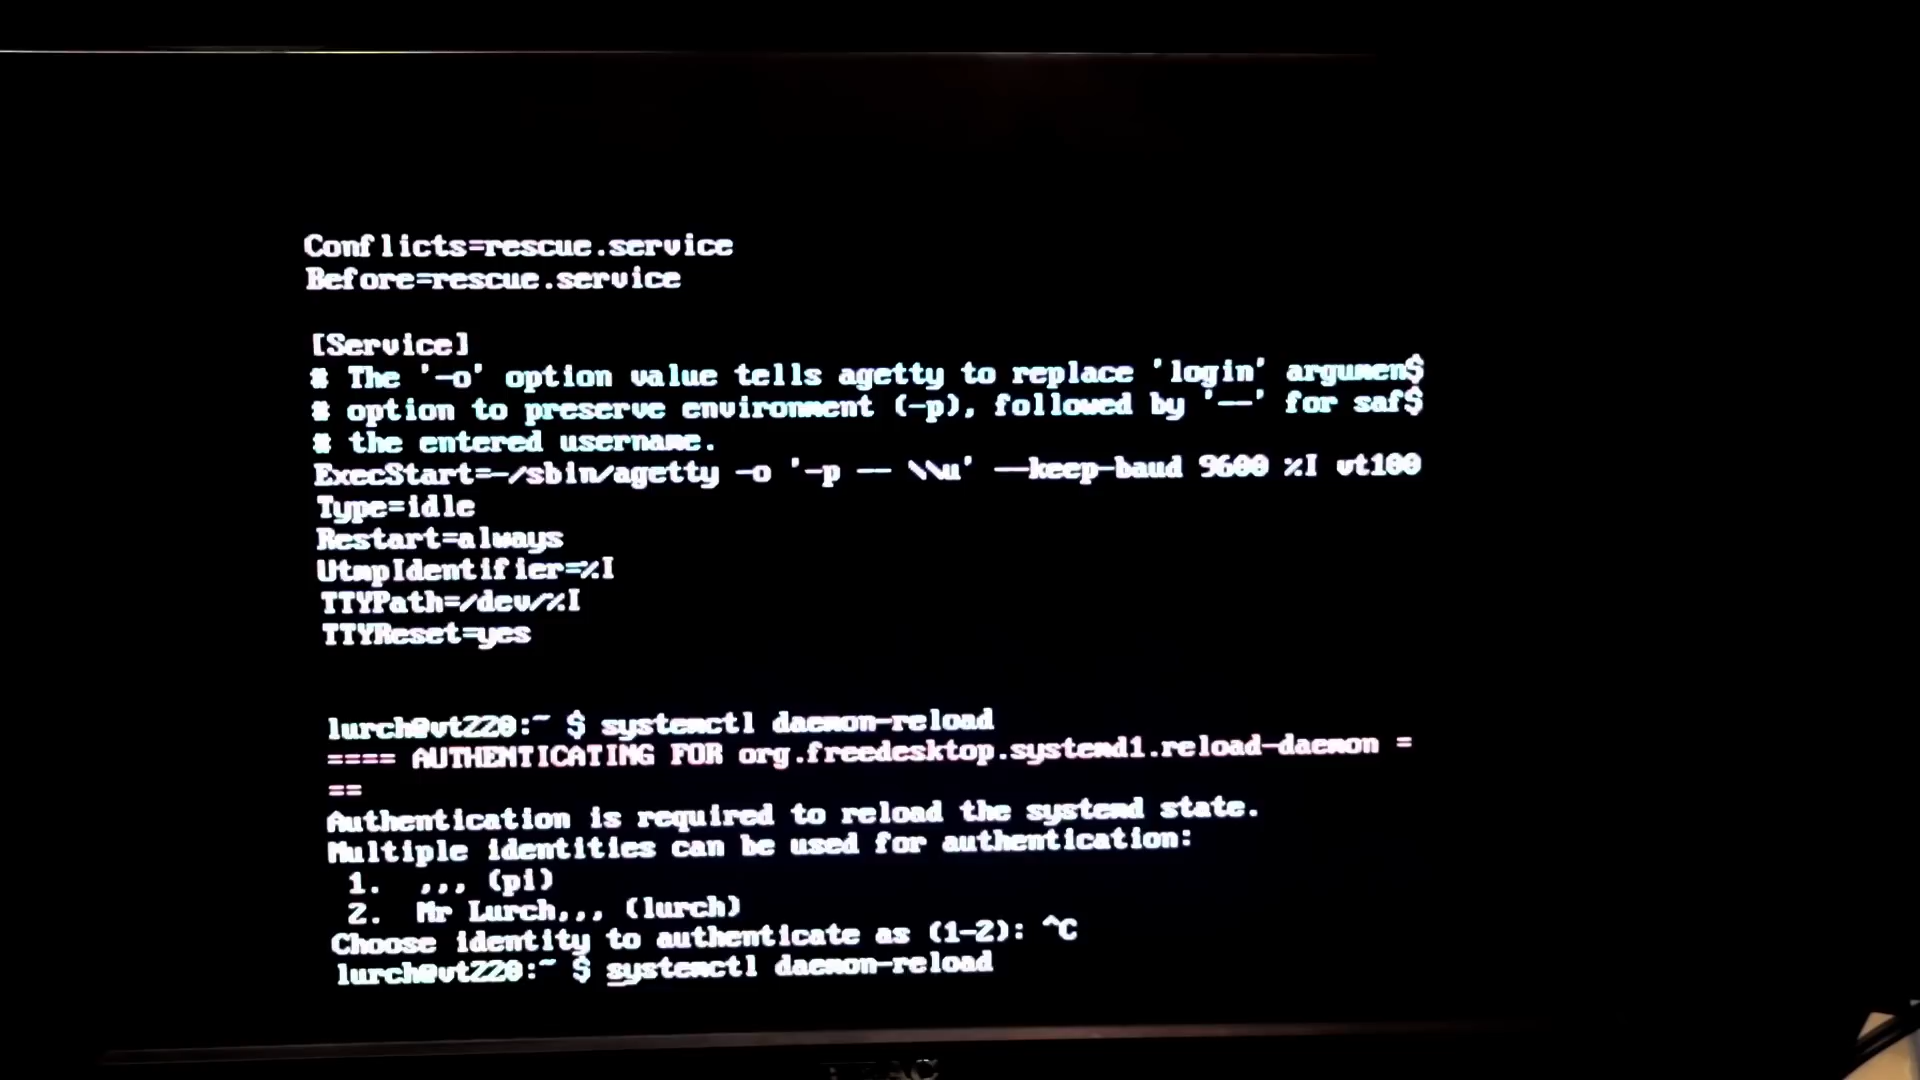 Conflicts=rescue.service
Before=rescue.service
[Service]
# The '-o' option value tells agetty to replace 'login' argumen$
# option to preserve environment (-p), followed by '--' for saf$
# the entered username.
ExecStart=-/sbin/agetty -o '-p -- \\u' --keep-baud 9600 %I vt100
Type=idle
Restart=always
UtmpIdentifier=%I
TTYPath=/dev/%I
TTYReset=yes
lurch@vt220:~ $ systemctl daemon-reload
==== AUTHENTICATING FOR org.freedesktop.systemd1.reload-daemon =
==
Authentication is required to reload the systemd state.
Multiple identities can be used for authentication:
1. ,,, (pi)
2. Mr Lurch,,, (lurch)
Choose identity to authenticate as (1-2): ^C
lurch@vt220:~ $ systemctl daemon-reload